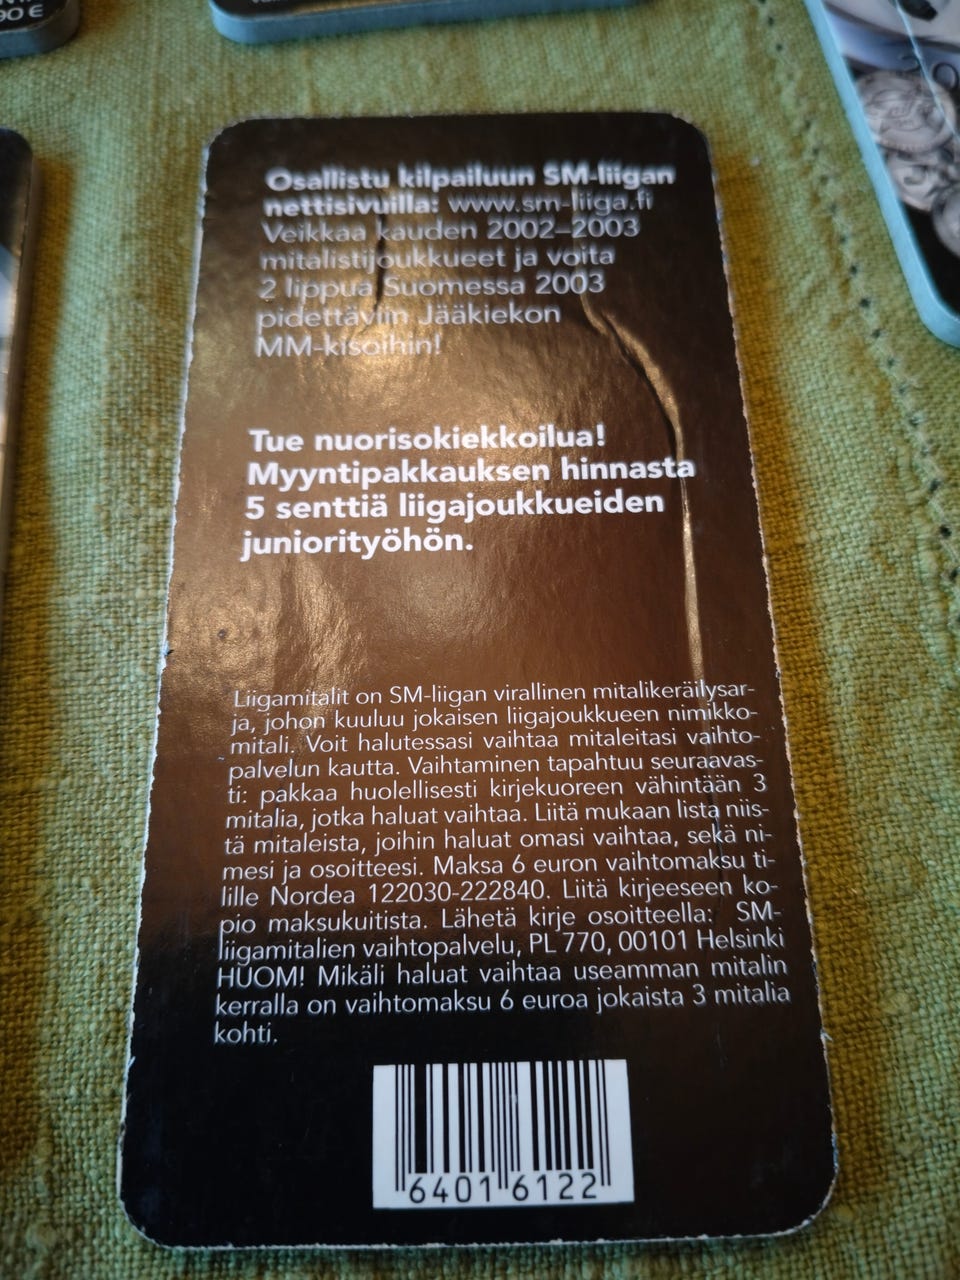 90 €
Osallistu kilpailuun SM-liigan
nettisivuilla: www.sm-liiga.fi
Veikkaa kauden 2002–2003
mitalistijoukkueet ja voita
2 lippua Suomessa 2003
pidettäviin Jääkiekon
MM-kisoihin!
Tue nuorisokiekkoilua!
Myyntipakkauksen hinnasta
5 senttiä liigajoukkueiden
juniorityöhön.
Liigamitalit on SM-liigan virallinen mitalikeräilysar-
ja, johon kuuluu jokaisen liigajoukkueen nimikko-
mitali. Voit halutessasi vaihtaa mitaleitasi vaihto-
palvelun kautta. Vaihtaminen tapahtuu seuraavas-
ti: pakkaa huolellisesti kirjekuoreen vähintään 3
mitalia, jotka haluat vaihtaa. Liitä mukaan lista niis-
tä mitaleista, joihin haluat omasi vaihtaa, sekä ni-
mesi ja osoitteesi. Maksa 6 euron vaihtomaksu ti-
lille Nordea 122030-222840. Liitä kirjeeseen ko-
pio maksukuitista. Lähetä kirje osoitteella: SM-
liigamitalien vaihtopalvelu, PL 770, 00101 Helsinki
HUOM! Mikäli haluat vaihtaa useamman mitalin
kerralla on vaihtomaksu 6 euroa jokaista 3 mitalia
kohti.
6401 6122